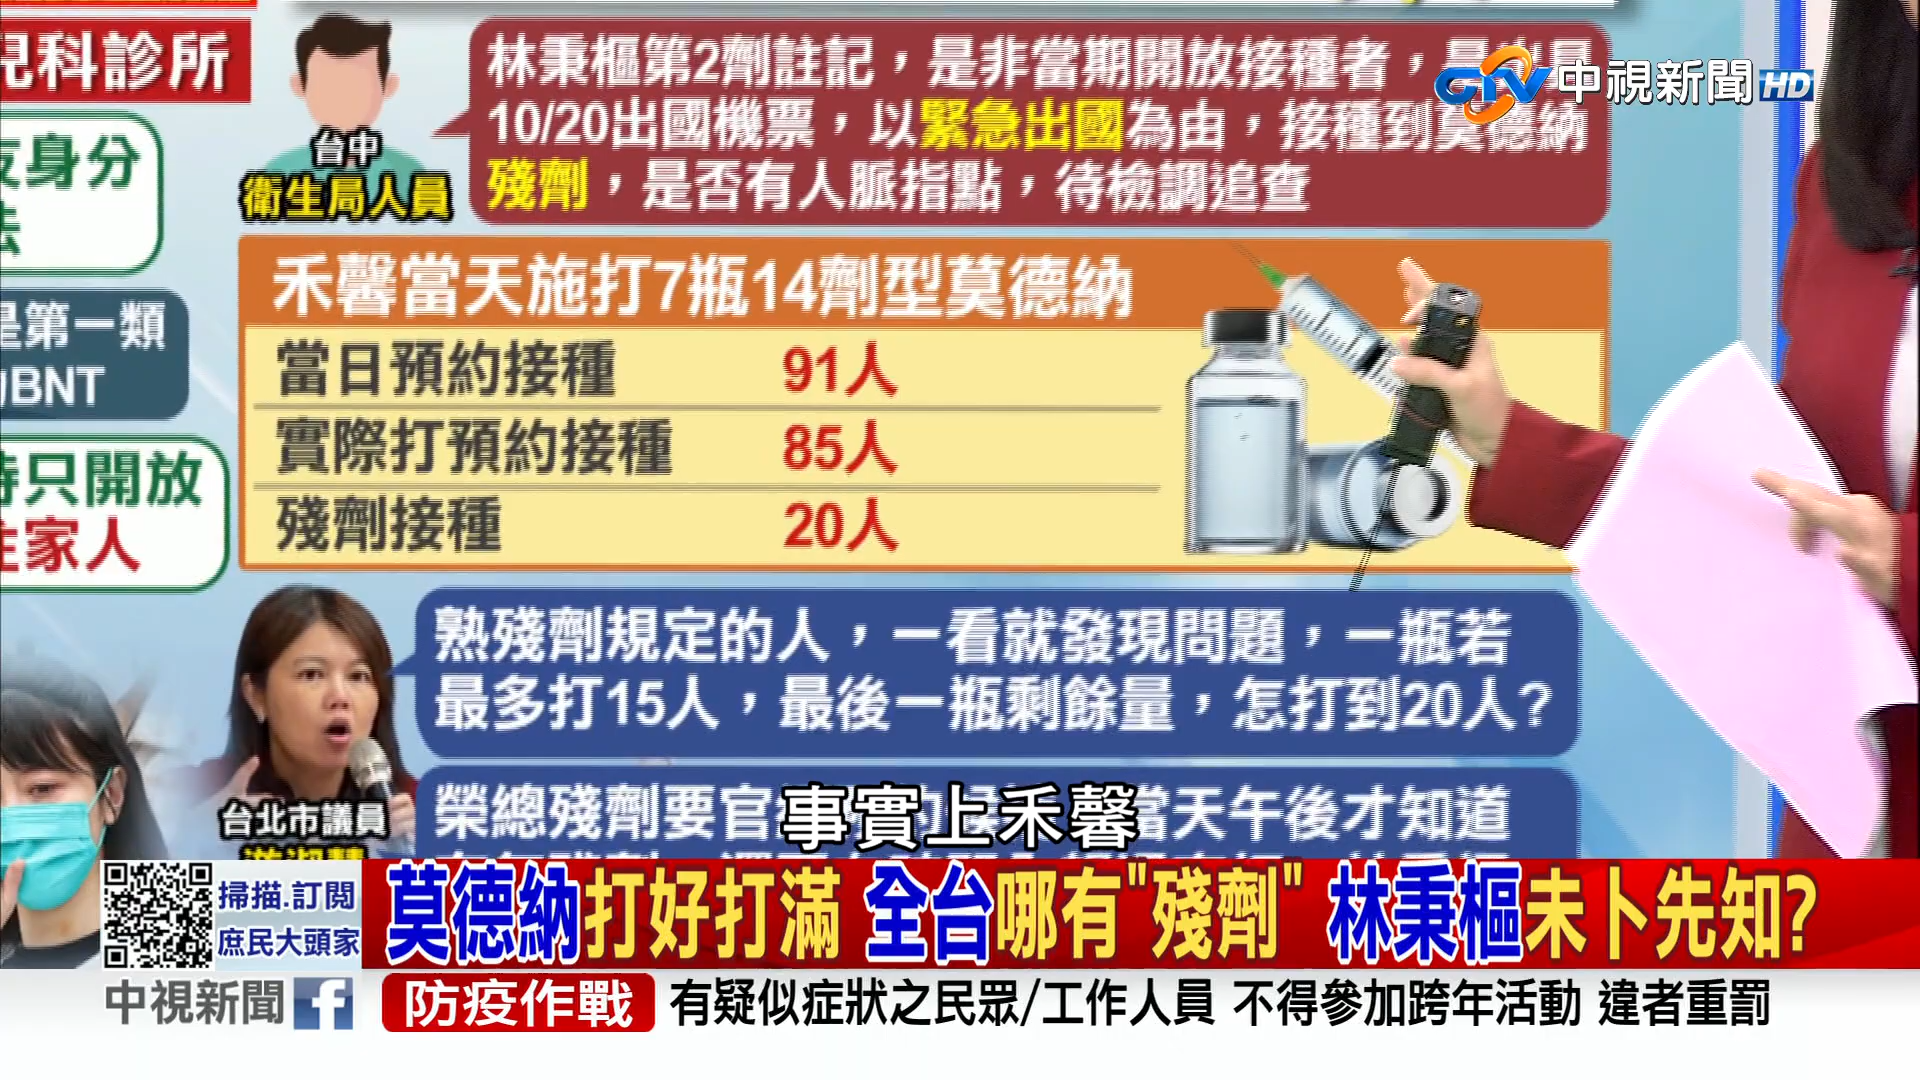 兒科診所
林秉樞第2劑註記，是非當期開放接種者，
10/20出國機票，以緊急出國為由，接種到莫德納
殘劑，是否有人脈指點，待檢調追查
台中
衛生局人員
CTV中視新聞HD
身分
法
是第一類
BNT
只開放
住家人
禾馨當天施打7瓶14劑型莫德納
當日預約接種 91人
實際打預約接種 85人
殘劑接種 20人
熟殘劑規定的人，一看就發現問題，一瓶若
最多打15人，最後一瓶剩餘量，怎打到20人?
台北市議員
榮總殘劑要官
當天午後才知道
事實上禾馨
掃描.訂閱
庶民大頭家
莫德納打好打滿 全台哪有"殘劑" 林秉樞未卜先知?
中視新聞 f
防疫作戰 有疑似症狀之民眾/工作人員 不得參加跨年活動 違者重罰